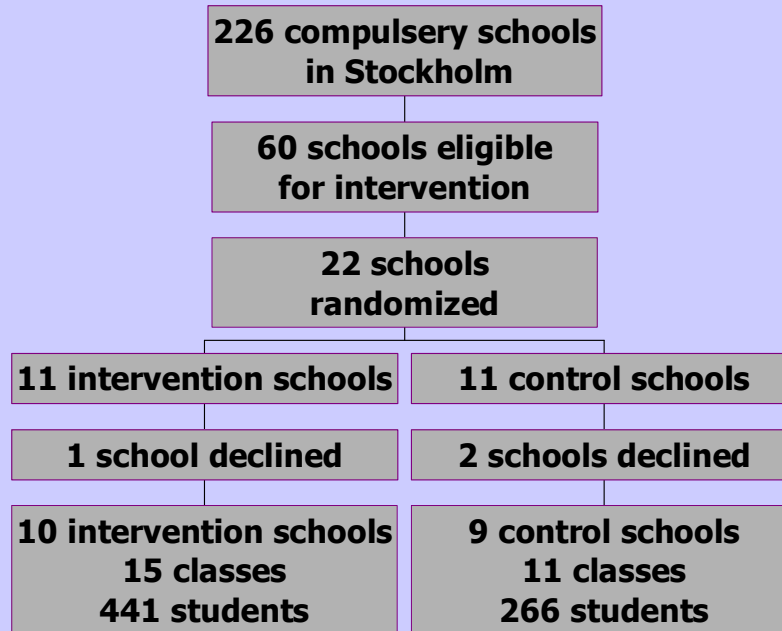 226 compulsery schools
in Stockholm
60 schools eligible
for intervention
22 schools
randomized
11 intervention schools
11 control schools
1 school declined
2 schools declined
10 intervention schools
15 classes
441 students
9 control schools
11 classes
266 students